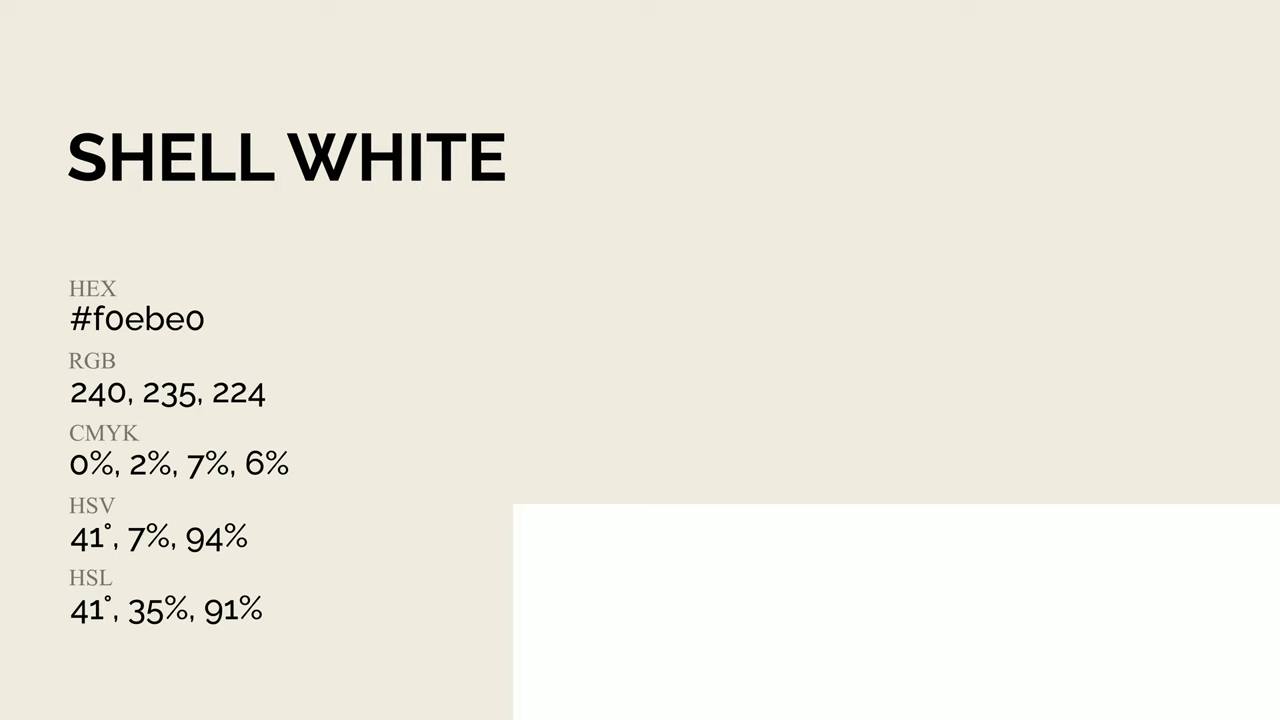 SHELL WHITE
HEX
#f0ebe0
RGB
240, 235, 224
CMYK
0%, 2%, 7%, 6%
HSV
41°, 7%, 94%
HSL
41°, 35%, 91%